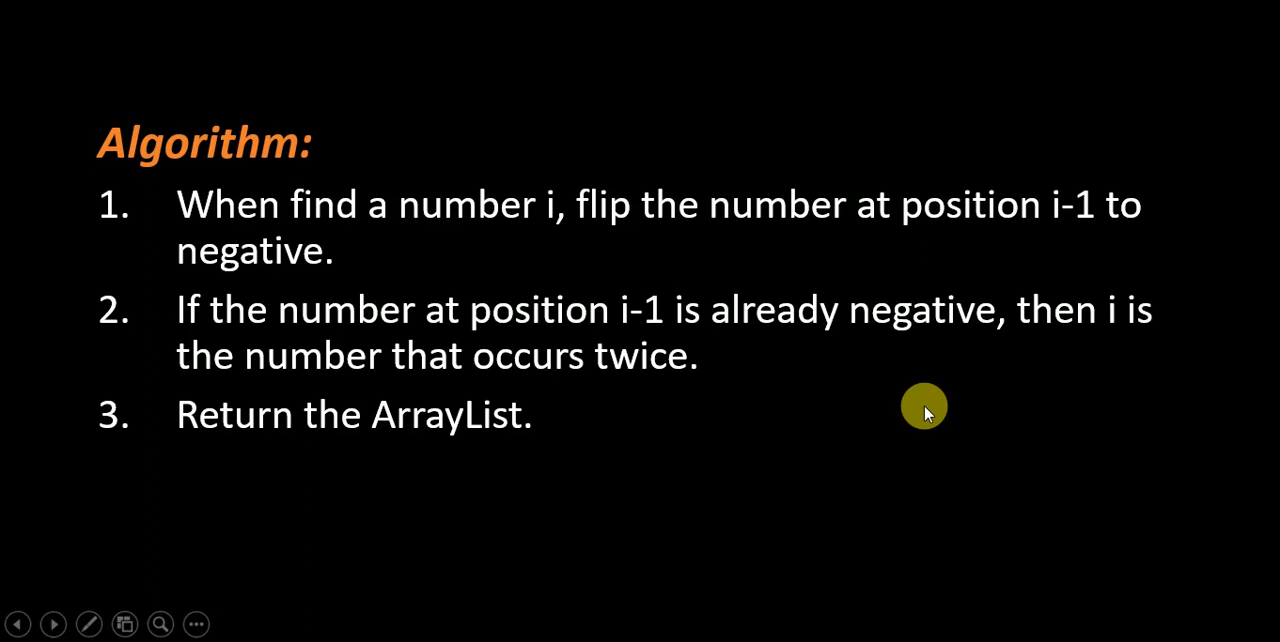 Algorithm:
1. When find a number i, flip the number at position i-1 to
negative.
2. If the number at position i-1 is already negative, then i is
the number that occurs twice.
3. Return the ArrayList.